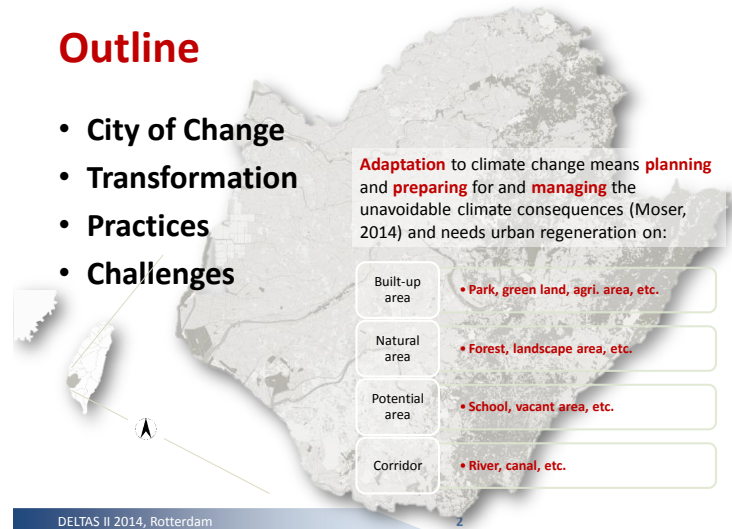 Outline
• City of Change
• Transformation
• Practices
• Challenges
Adaptation to climate change means planning
and preparing for and managing the
unavoidable climate consequences (Moser,
2014) and needs urban regeneration on:
Built-up
area
• Park, green land, agri. area, etc.
Natural
area
• Forest, landscape area, etc.
Potential
area
• School, vacant area, etc.
Corridor
• River, canal, etc.
DELTAS II 2014, Rotterdam
2